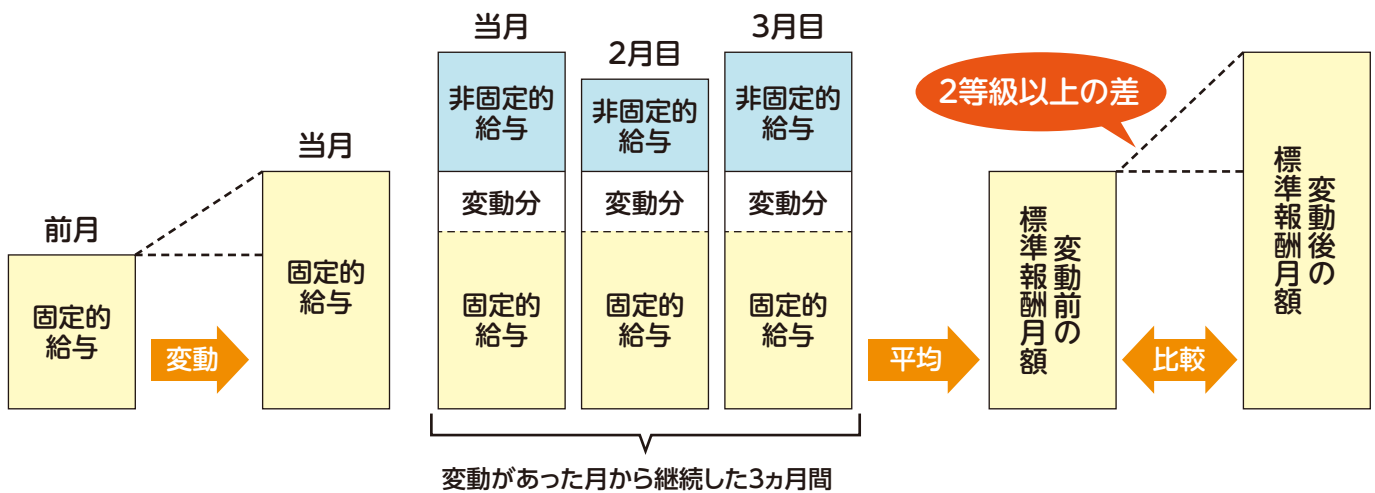 前月
固定的
給与
変動
当月
固定的
給与
当月
非固定的
給与
変動分
固定的
給与
2月目
非固定的
給与
変動分
固定的
給与
3月目
非固定的
給与
変動分
固定的
給与
変動があった月から継続した3ヵ月間
平均
変動前の
標準報酬月額
2等級以上の差
比較
変動後の
標準報酬月額